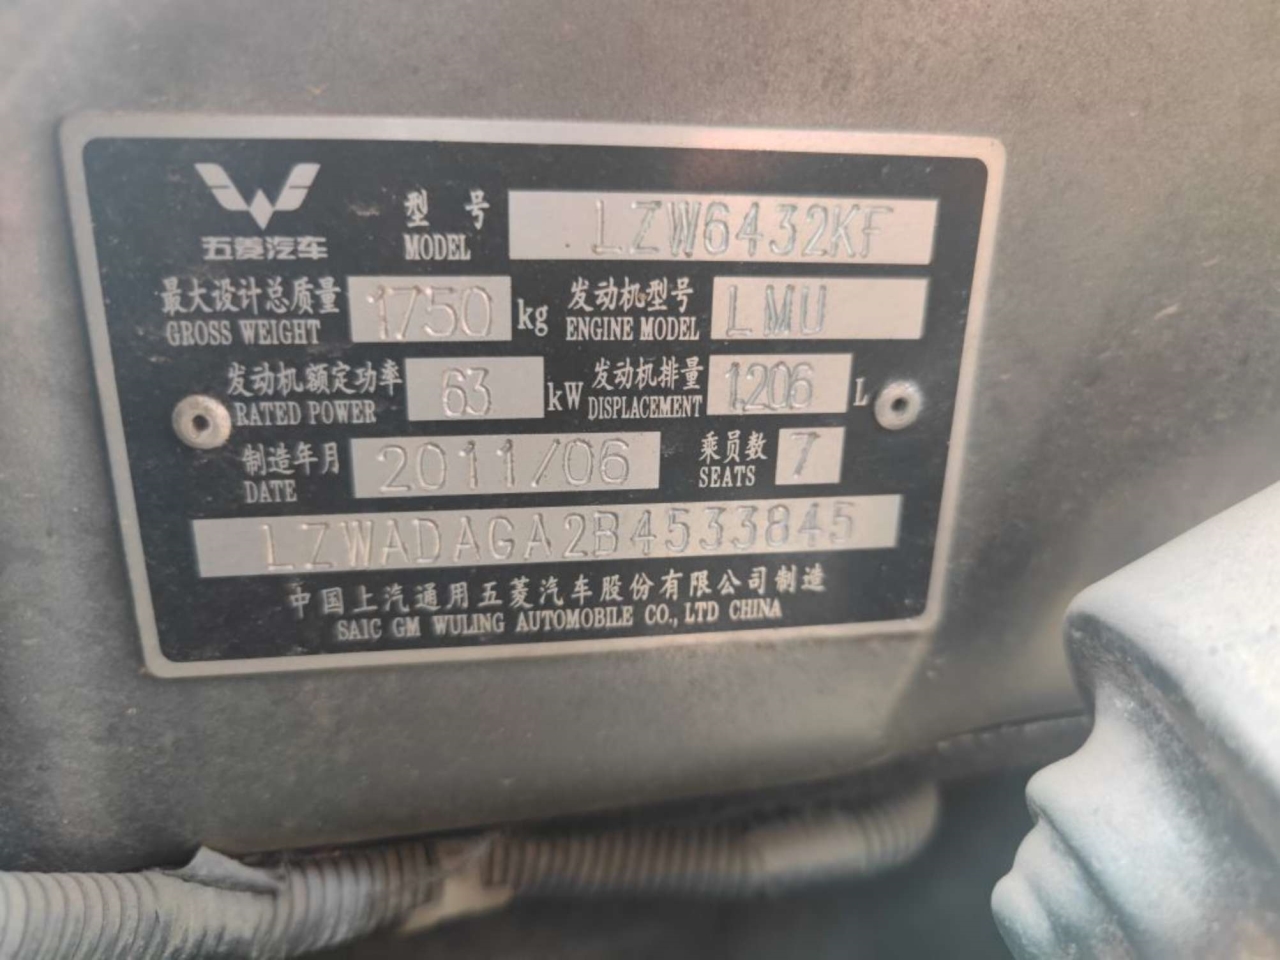 五菱汽车
型号 MODEL LZW6432KF
最大设计总质量 GROSS WEIGHT 1750 kg 发动机型号 ENGINE MODEL LMU
发动机额定功率 RATED POWER 63 kW 发动机排量 DISPLACEMENT 1.206 L
制造年月 DATE 2011/06 乘员数 SEATS 7
LZWADAGA2B4533845
中国上汽通用五菱汽车股份有限公司制造
SAIC GM WULING AUTOMOBILE CO., LTD CHINA